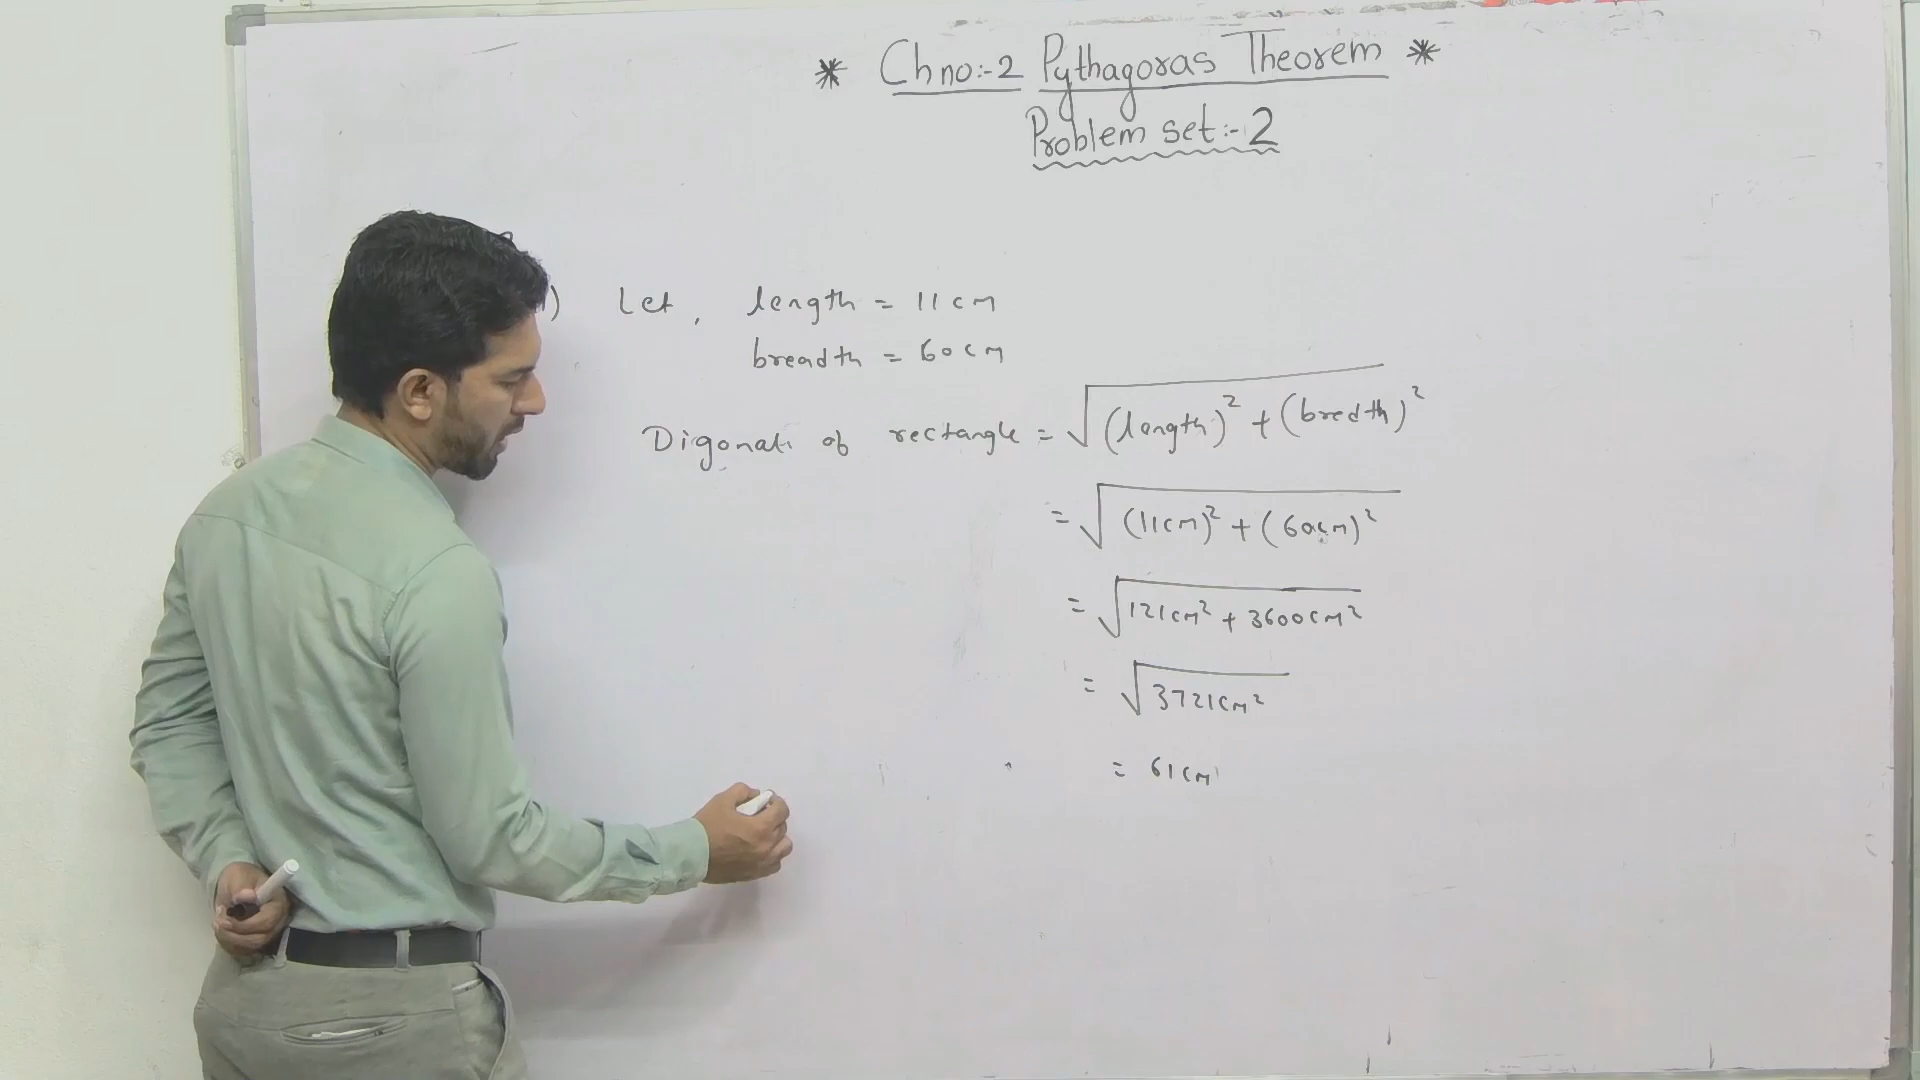 * Ch no:-2 Pythagoras Theorem *
Problem set:- 2
) Let, length = 11 cm
breadth = 60 cm
Digonal of rectangle = √(length)² + (bredth)²
= √(11cm)² + (60cm)²
= √121cm² + 3600cm²
= √3721cm²
= 61cm